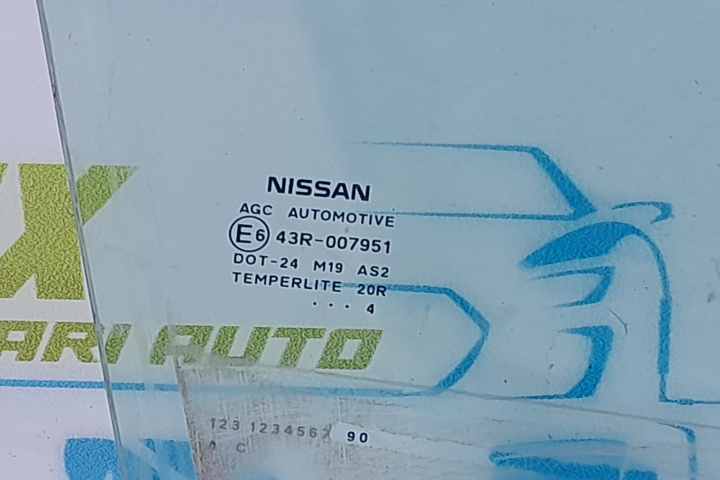 NISSAN
AGC AUTOMOTIVE
E6 43R-007951
DOT-24 M19 AS2
TEMPERLITE 20R
. . . 4
X
ARI AUTO
123 1234567 90
C